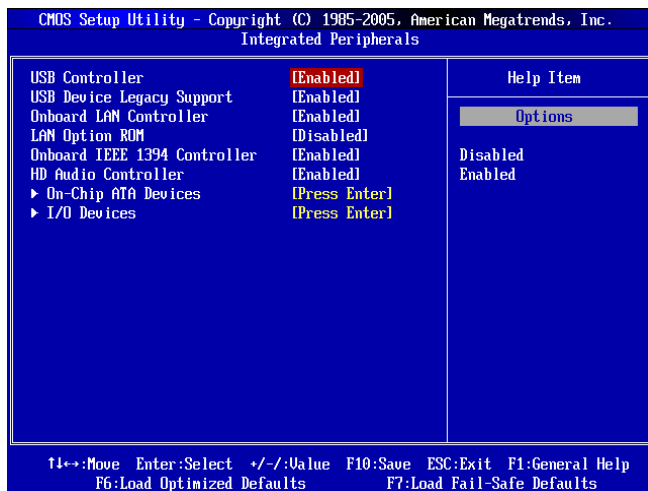 CMOS Setup Utility - Copyright (C) 1985-2005, American Megatrends, Inc.
Integrated Peripherals
USB Controller [Enabled]
USB Device Legacy Support [Enabled]
Onboard LAN Controller [Enabled]
LAN Option ROM [Disabled]
Onboard IEEE 1394 Controller [Enabled]
HD Audio Controller [Enabled]
► On-Chip ATA Devices [Press Enter]
► I/O Devices [Press Enter]
Help Item
Options
Disabled
Enabled
↑↓←→:Move Enter:Select +/-/:Value F10:Save ESC:Exit F1:General Help
F6:Load Optimized Defaults F7:Load Fail-Safe Defaults